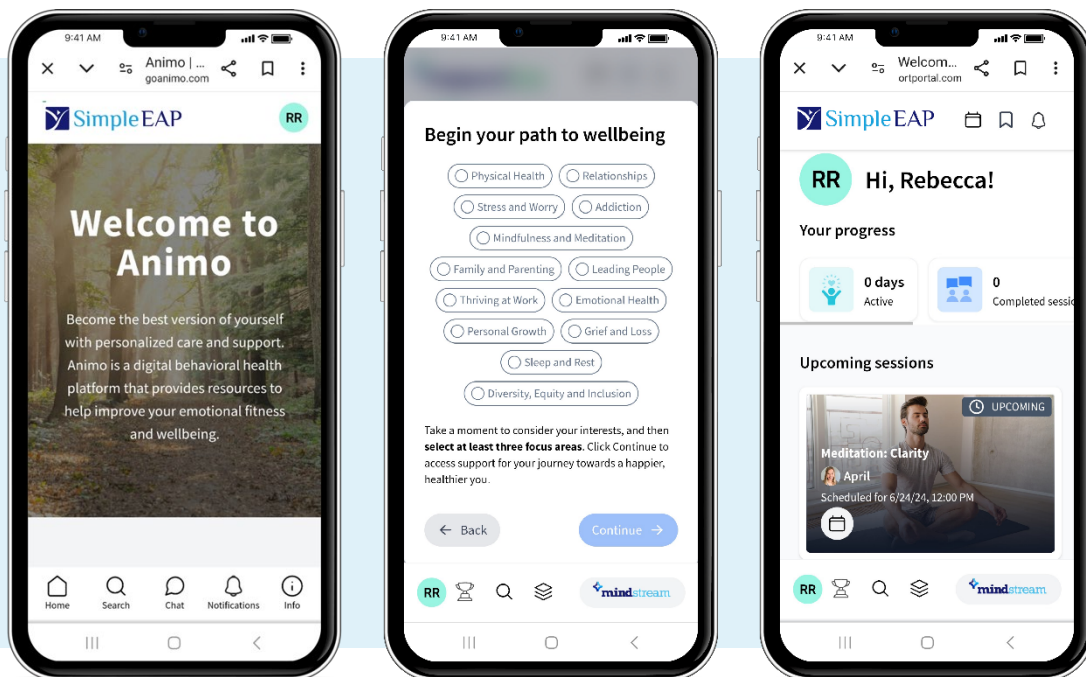 9:41 AM
Animo | ...
goanimo.com
SimpleEAP
RR
Welcome to
Animo
Become the best version of yourself
with personalized care and support.
Animo is a digital behavioral health
platform that provides resources to
help improve your emotional fitness
and wellbeing.
Home
Search
Chat
Notifications
Info
9:41 AM
Begin your path to wellbeing
Physical Health
Relationships
Stress and Worry
Addiction
Mindfulness and Meditation
Family and Parenting
Leading People
Thriving at Work
Emotional Health
Personal Growth
Grief and Loss
Sleep and Rest
Diversity, Equity and Inclusion
Take a moment to consider your interests, and then
select at least three focus areas. Click Continue to
access support for your journey towards a happier,
healthier you.
← Back
Continue →
RR
mindstream
9:41 AM
Welcom...
ortportal.com
SimpleEAP
RR
Hi, Rebecca!
Your progress
0 days
Active
0
Completed sessio
Upcoming sessions
UPCOMING
Meditation: Clarity
April
Scheduled for 6/24/24, 12:00 PM
RR
mindstream